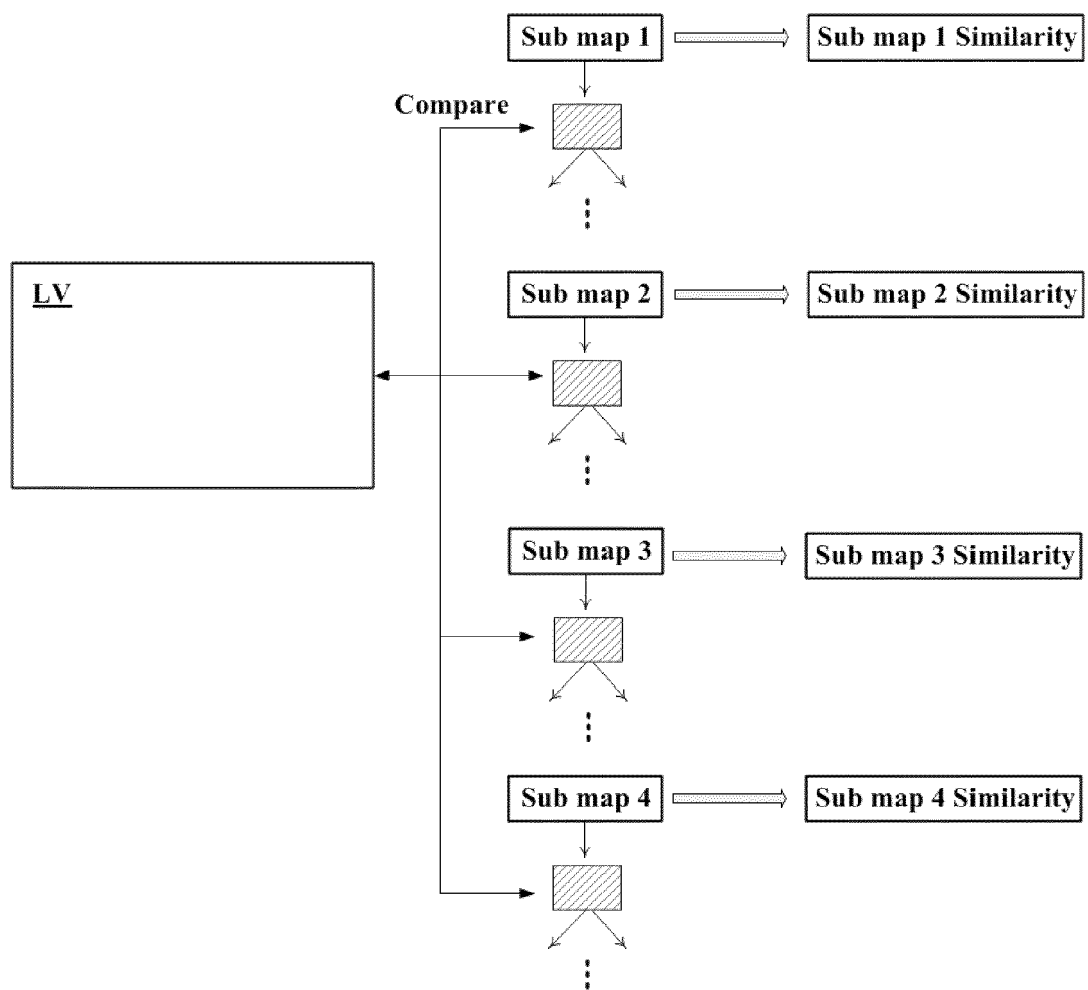 Sub map 1
Sub map 1 Similarity
Compare
LV
Sub map 2
Sub map 2 Similarity
Sub map 3
Sub map 3 Similarity
Sub map 4
Sub map 4 Similarity